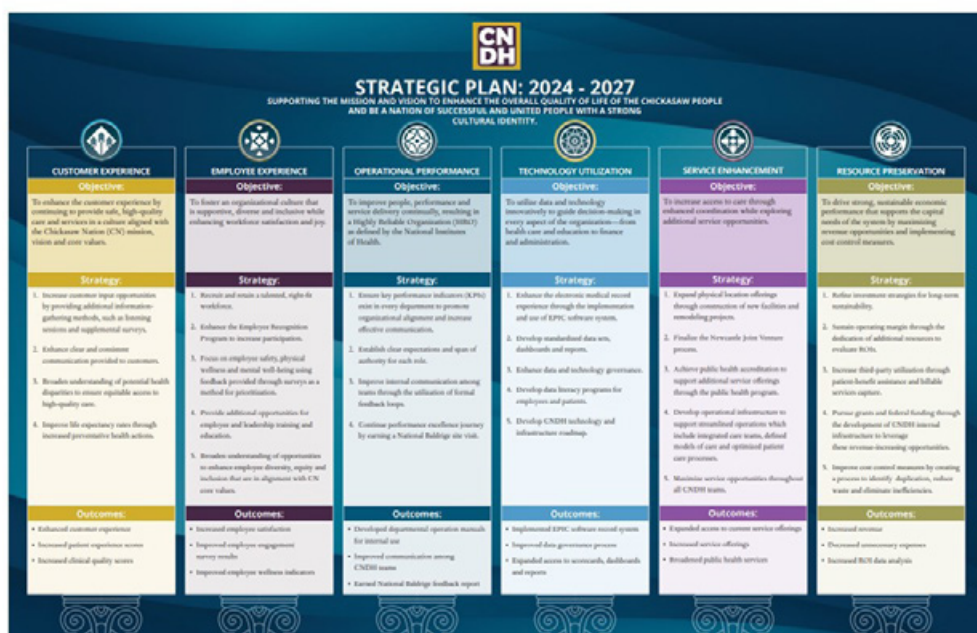 CN
DH
STRATEGIC PLAN: 2024 - 2027
SUPPORTING THE MISSION AND VISION TO ENHANCE THE OVERALL QUALITY OF LIFE OF THE CHICKASAW PEOPLE
AND BE A NATION OF SUCCESSFUL AND UNITED PEOPLE WITH A STRONG
CULTURAL IDENTITY.
CUSTOMER EXPERIENCE
Objective:
To enhance the customer experience by
continuing to provide safe, high-quality
care and services in a culture aligned with
the Chickasaw Nation (CN) mission,
vision and core values.
Strategy:
1. Increase customer input opportunities
by providing additional information-
gathering methods, such as listening
sessions and supplemental surveys.
2. Enhance clear and consistent
communication provided to customers.
3. Broaden understanding of potential health
disparities to ensure equitable access to
high-quality care.
4. Improve life expectancy rates through
increased preventative health actions.
Outcomes:
• Enhanced customer experience
• Increased patient experience scores
• Increased clinical quality scores
EMPLOYEE EXPERIENCE
Objective:
To foster an organizational culture that
is supportive, diverse and inclusive while
enhancing workforce satisfaction and joy.
Strategy:
1. Recruit and retain a talented, right-fit
workforce.
2. Enhance the Employee Recognition
Program to increase participation.
3. Focus on employee safety, physical
wellness and mental well-being using
feedback provided through surveys as a
method for prioritization.
4. Provide additional opportunities for
employee and leadership training and
education.
5. Broaden understanding of opportunities
to enhance employee diversity, equity and
inclusion that are in alignment with CN
core values.
Outcomes:
• Increased employee satisfaction
• Improved employee engagement
survey results
• Improved employee wellness indicators
OPERATIONAL PERFORMANCE
Objective:
To improve people, performance and
service delivery continually, resulting in
a Highly Reliable Organization (HRO)
as defined by the National Institutes
of Health.
Strategy:
1. Ensure key performance indicators (KPIs)
exist in every department to promote
organizational alignment and increase
effective communication.
2. Establish clear expectations and span of
authority for each role.
3. Improve internal communication among
teams through the utilization of formal
feedback loops.
4. Continue performance excellence journey
by earning a National Baldrige site visit.
Outcomes:
• Developed departmental operation manuals
for internal use
• Improved communication among
CNDH teams
• Earned National Baldrige feedback report
TECHNOLOGY UTILIZATION
Objective:
To utilize data and technology
innovatively to guide decision-making in
every aspect of the organization—from
health care and education to finance
and administration.
Strategy:
1. Enhance the electronic medical record
experience through the implementation
and use of EPIC software system.
2. Develop standardized data sets,
dashboards and reports.
3. Enhance data and technology governance.
4. Develop data literacy programs for
employees and patients.
5. Develop CNDH technology and
infrastructure roadmap.
Outcomes:
• Implemented EPIC software record system
• Improved data governance process
• Expanded access to scorecards, dashboards
and reports
SERVICE ENHANCEMENT
Objective:
To increase access to care through
enhanced coordination while exploring
additional service opportunities.
Strategy:
1. Expand physical location offerings
through construction of new facilities and
remodeling projects.
2. Finalize the Newcastle Joint Venture
process.
3. Achieve public health accreditation to
support additional service offerings
through the public health program.
4. Develop operational infrastructure to
support streamlined operations which
include integrated care teams, defined
models of care and optimized patient
care processes.
5. Maximize service opportunities throughout
all CNDH teams.
Outcomes:
• Expanded access to current service offerings
• Increased service offerings
• Broadened public health services
RESOURCE PRESERVATION
Objective:
To drive strong, sustainable economic
performance that supports the capital
needs of the system by maximizing
revenue opportunities and implementing
cost control measures.
Strategy:
1. Refine investment strategies for long-term
sustainability.
2. Sustain operating margin through the
dedication of additional resources to
evaluate ROIs.
3. Increase third-party utilization through
patient benefit assistance and billable
services capture.
4. Pursue grants and federal funding through
the development of CNDH internal
infrastructure to leverage
these revenue-increasing opportunities.
5. Improve cost control measures by creating
a process to identify duplication, reduce
waste and eliminate inefficiencies.
Outcomes:
• Increased revenue
• Decreased unnecessary expenses
• Increased ROI data analysis